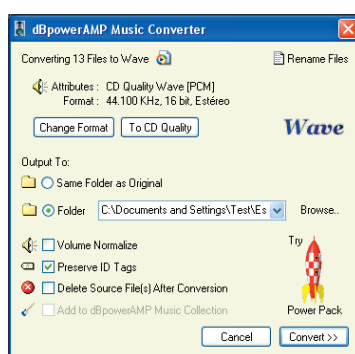 dBpowerAMP Music Converter
Converting 13 Files to Wave
Rename Files
Attributes : CD Quality Wave [PCM]
Format : 44.100 KHz, 16 bit, Estéreo
Change Format
To CD Quality
Wave
Output To:
Same Folder as Original
Folder
C:\Documents and Settings\Test\Es
Browse..
Volume Normalize
Try
Preserve ID Tags
Delete Source File(s) After Conversion
Add to dBpowerAMP Music Collection
Power Pack
Cancel
Convert >>